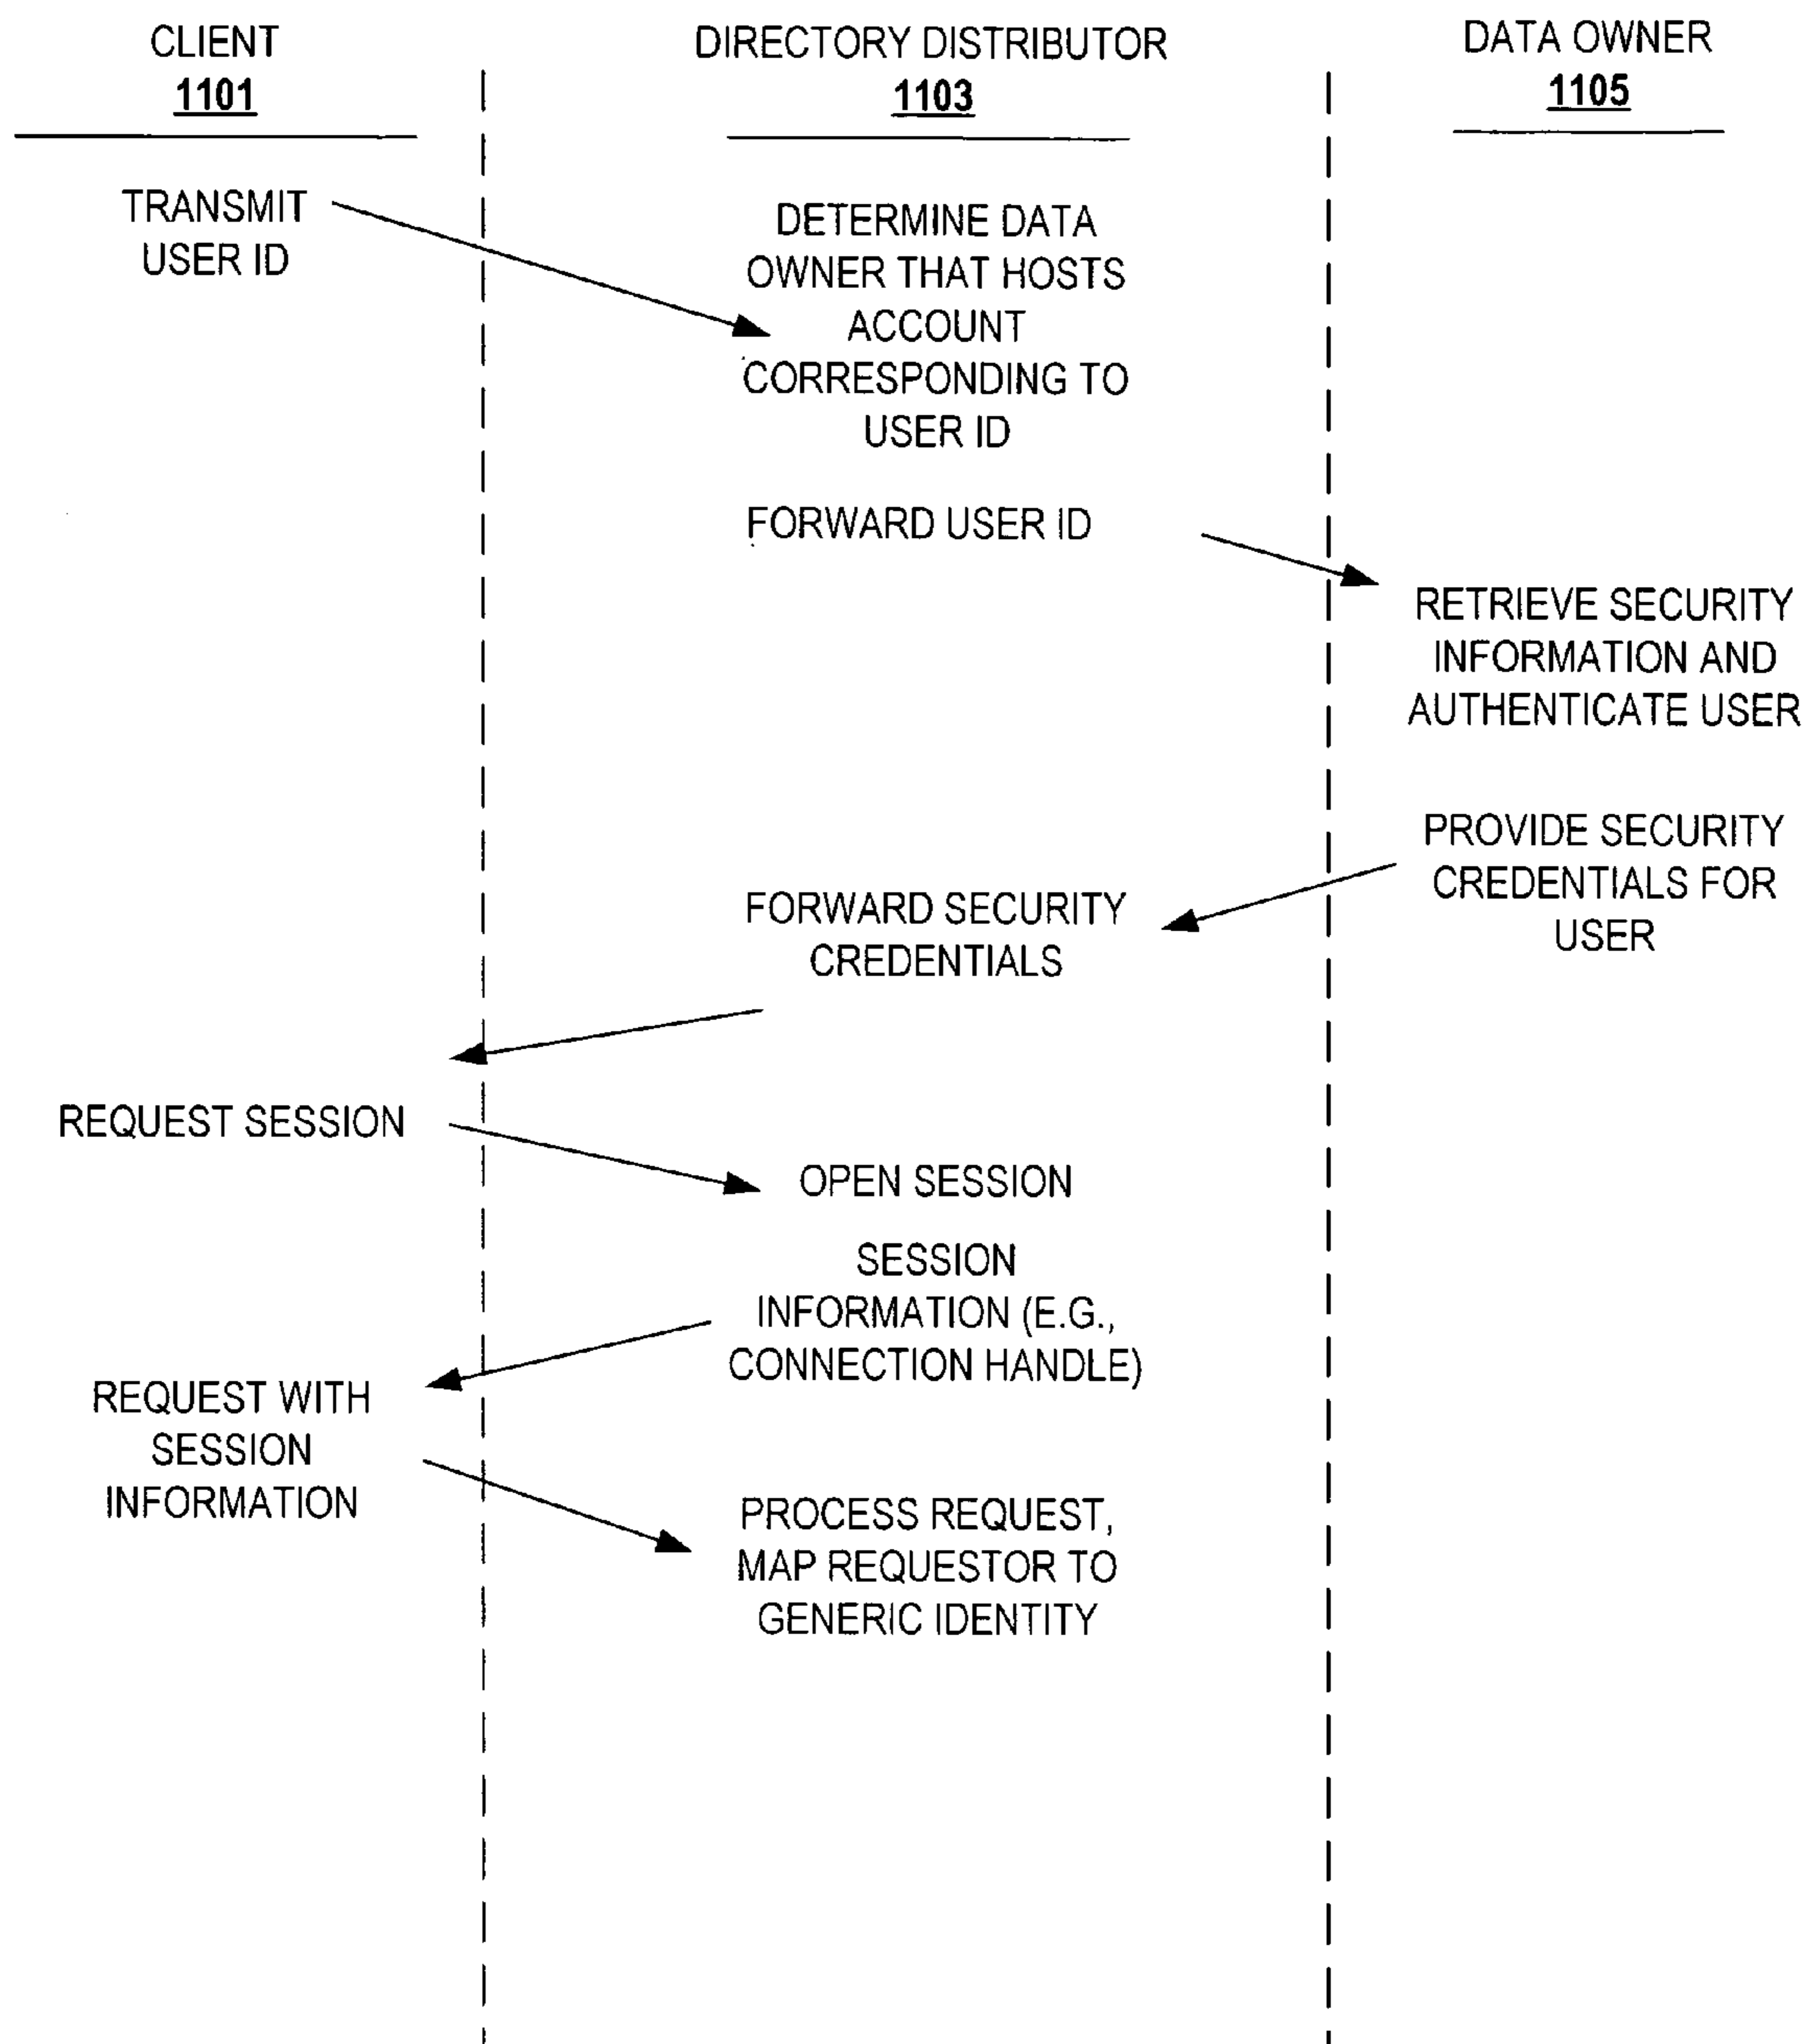 CLIENT
1101
DIRECTORY DISTRIBUTOR
1103
DATA OWNER
1105
TRANSMIT
USER ID
DETERMINE DATA
OWNER THAT HOSTS
ACCOUNT
CORRESPONDING TO
USER ID
FORWARD USER ID
RETRIEVE SECURITY
INFORMATION AND
AUTHENTICATE USER
PROVIDE SECURITY
CREDENTIALS FOR
USER
FORWARD SECURITY
CREDENTIALS
REQUEST SESSION
OPEN SESSION
SESSION
INFORMATION (E.G.,
CONNECTION HANDLE)
REQUEST WITH
SESSION
INFORMATION
PROCESS REQUEST,
MAP REQUESTOR TO
GENERIC IDENTITY